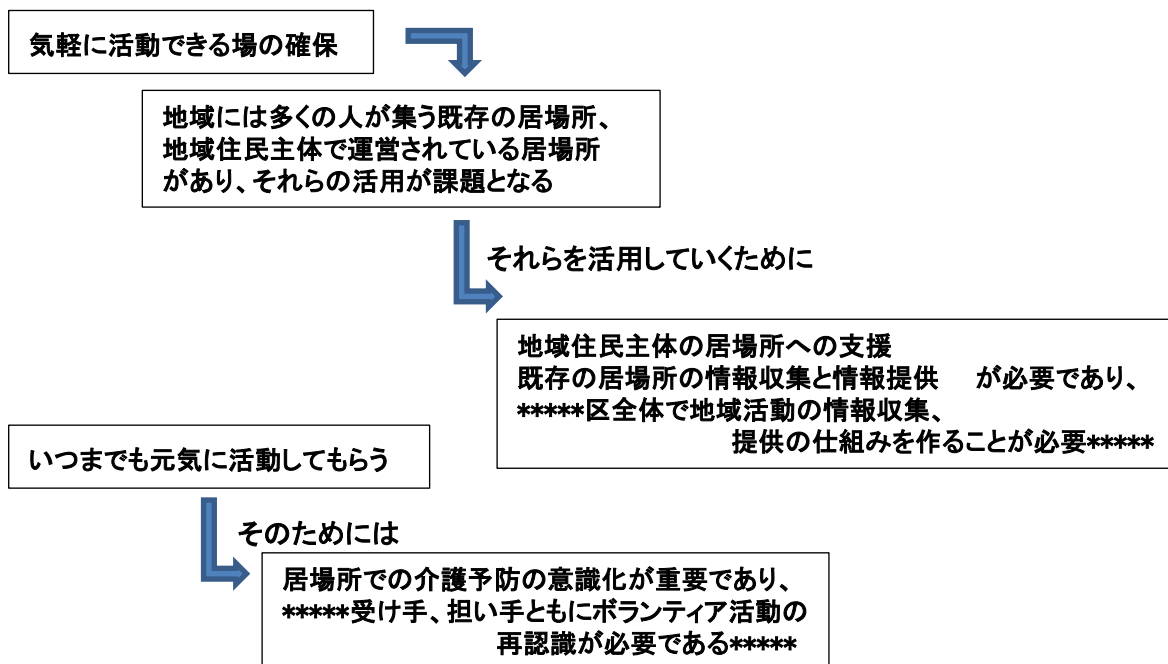 気軽に活動できる場の確保
地域には多くの人が集う既存の居場所、
地域住民主体で運営されている居場所
があり、それらの活用が課題となる
それらを活用していくために
地域住民主体の居場所への支援
既存の居場所の情報収集と情報提供　が必要であり、
*****区全体で地域活動の情報収集、
提供の仕組みを作ることが必要*****
いつまでも元気に活動してもらう
そのためには
居場所での介護予防の意識化が重要であり、
*****受け手、担い手ともにボランティア活動の
再認識が必要である*****